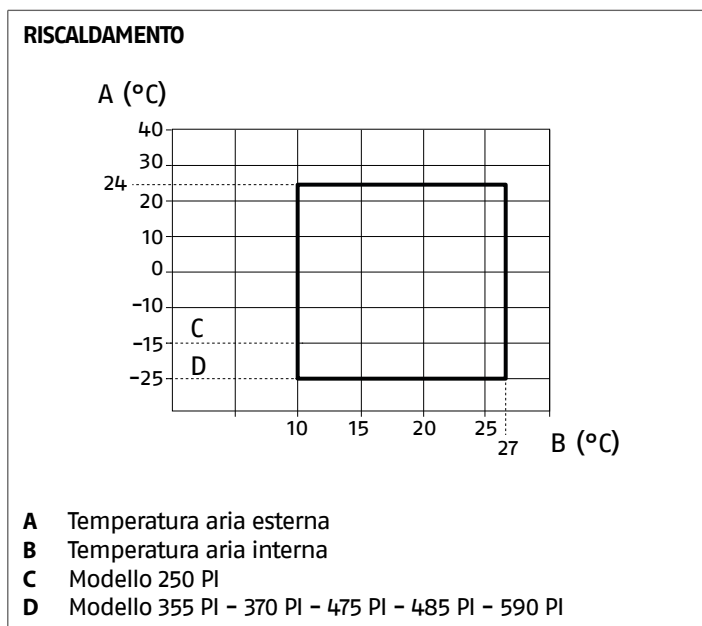 RISCALDAMENTO
A (°C)
40
30
24
20
10
0
-10
C
-15
D
-25
10 15 20 25
27
B (°C)
A Temperatura aria esterna
B Temperatura aria interna
C Modello 250 PI
D Modello 355 PI - 370 PI - 475 PI - 485 PI - 590 PI